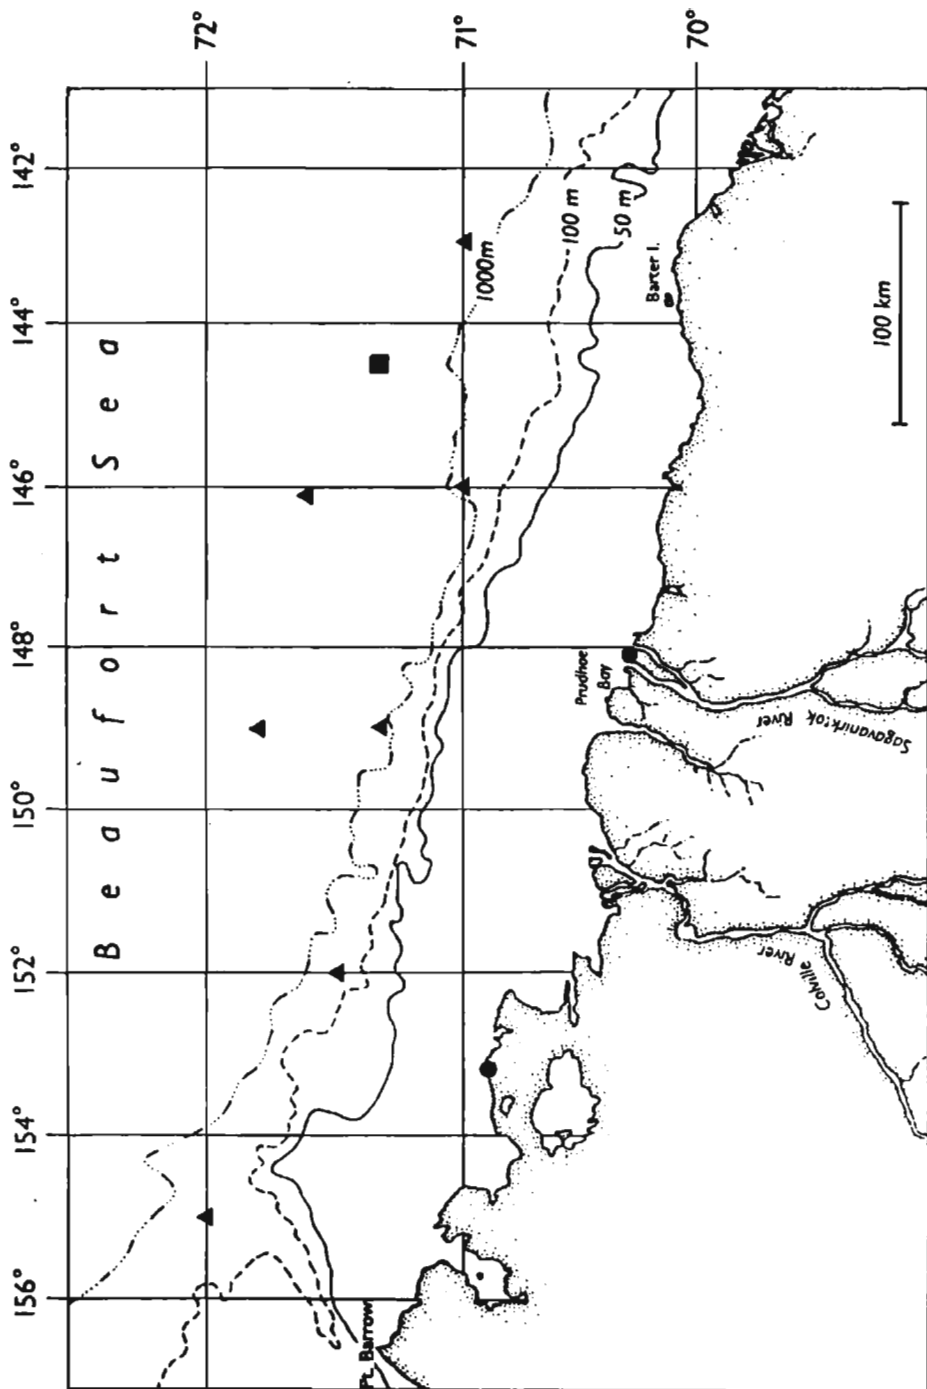 72°
71°
70°
142°
144°
146°
148°
150°
152°
154°
156°
Beaufort Sea
1000m
100 m
50 m
Barter I.
100 km
Prudhoe
Bay
Sagavanirktok River
Colville River
Pt. Barrow